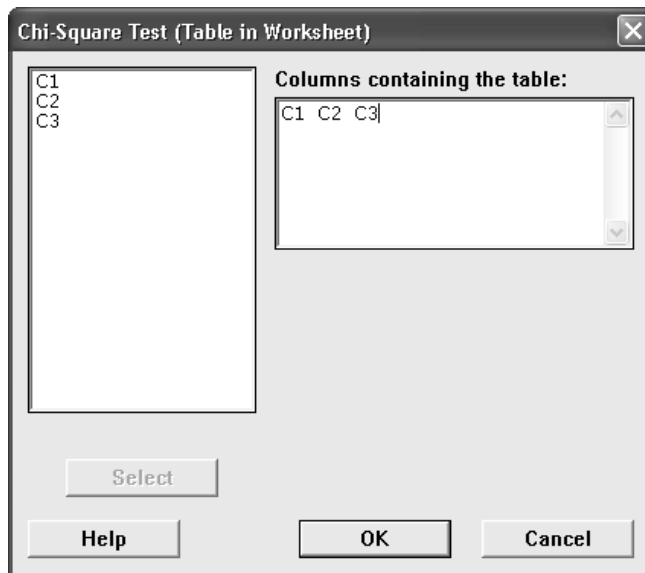 Chi-Square Test (Table in Worksheet)
C1
C2
C3
Columns containing the table:
C1 C2 C3
Select
Help
OK
Cancel